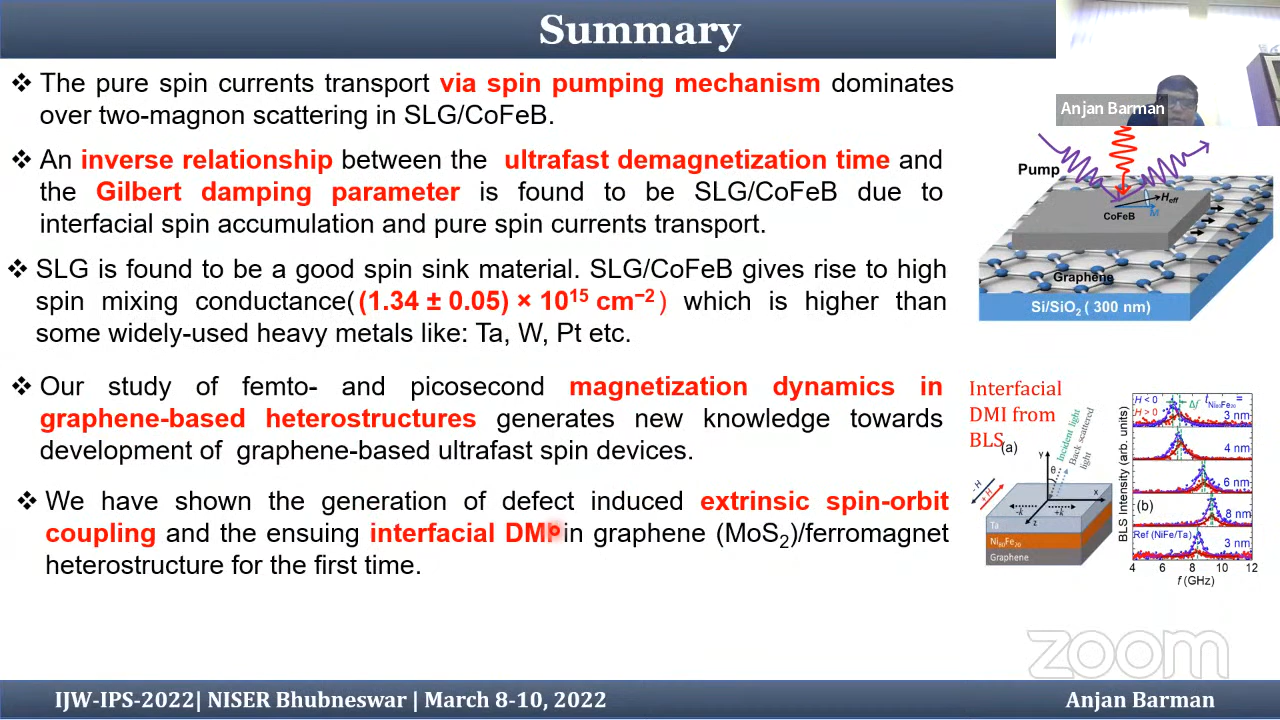 Summary
❖ The pure spin currents transport via spin pumping mechanism dominates
over two-magnon scattering in SLG/CoFeB.
❖ An inverse relationship between the ultrafast demagnetization time and
the Gilbert damping parameter is found to be SLG/CoFeB due to
interfacial spin accumulation and pure spin currents transport.
❖ SLG is found to be a good spin sink material. SLG/CoFeB gives rise to high
spin mixing conductance((1.34 ± 0.05) × 10¹⁵ cm⁻²) which is higher than
some widely-used heavy metals like: Ta, W, Pt etc.
❖ Our study of femto- and picosecond magnetization dynamics in
graphene-based heterostructures generates new knowledge towards
development of graphene-based ultrafast spin devices.
❖ We have shown the generation of defect induced extrinsic spin-orbit
coupling and the ensuing interfacial DMI in graphene (MoS₂)/ferromagnet
heterostructure for the first time.
Anjan Barman
Pump
H_eff
M
CoFeB
Graphene
Si/SiO₂ ( 300 nm)
Interfacial
DMI from
BLS
(a)
Incident light
Back scattered
light
Y
θ
-H
+H
X
-k
+k
z
Ta
Ni₈₀Fe₂₀
Graphene
BLS Intensity (arb. units)
H < 0
H > 0
Δf
t_Ni₈₀Fe₂₀ =
3 nm
4 nm
6 nm
(b)
8 nm
Ref (NiFe/Ta)
3 nm
4 6 8 10 12
f (GHz)
zoom
IJW-IPS-2022| NISER Bhubneswar | March 8-10, 2022
Anjan Barman